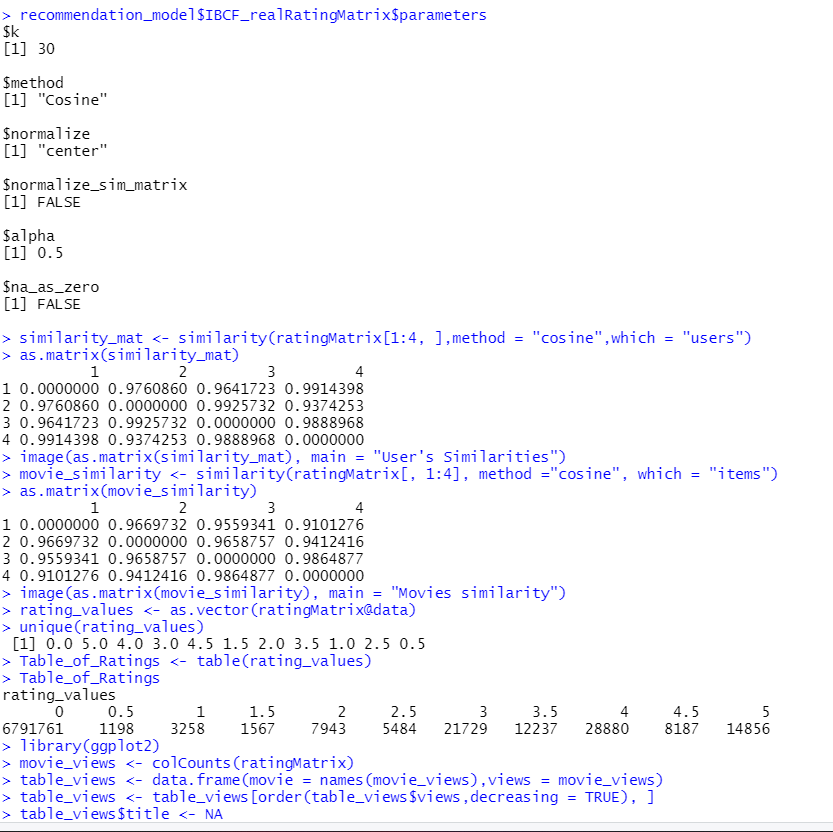 > recommendation_model$IBCF_realRatingMatrix$parameters
$k
[1] 30
$method
[1] "Cosine"
$normalize
[1] "center"
$normalize_sim_matrix
[1] FALSE
$alpha
[1] 0.5
$na_as_zero
[1] FALSE
> similarity_mat <- similarity(ratingMatrix[1:4, ],method = "cosine",which = "users")
> as.matrix(similarity_mat)
          1         2         3         4
1 0.0000000 0.9760860 0.9641723 0.9914398
2 0.9760860 0.0000000 0.9925732 0.9374253
3 0.9641723 0.9925732 0.0000000 0.9888968
4 0.9914398 0.9374253 0.9888968 0.0000000
> image(as.matrix(similarity_mat), main = "User's Similarities")
> movie_similarity <- similarity(ratingMatrix[, 1:4], method ="cosine", which = "items")
> as.matrix(movie_similarity)
          1         2         3         4
1 0.0000000 0.9669732 0.9559341 0.9101276
2 0.9669732 0.0000000 0.9658757 0.9412416
3 0.9559341 0.9658757 0.0000000 0.9864877
4 0.9101276 0.9412416 0.9864877 0.0000000
> image(as.matrix(movie_similarity), main = "Movies similarity")
> rating_values <- as.vector(ratingMatrix@data)
> unique(rating_values)
 [1] 0.0 5.0 4.0 3.0 4.5 1.5 2.0 3.5 1.0 2.5 0.5
> Table_of_Ratings <- table(rating_values)
> Table_of_Ratings
rating_values
      0     0.5       1     1.5       2     2.5       3     3.5       4     4.5       5
6791761    1198    3258    1567    7943    5484   21729   12237   28880    8187   14856
> library(ggplot2)
> movie_views <- colCounts(ratingMatrix)
> table_views <- data.frame(movie = names(movie_views),views = movie_views)
> table_views <- table_views[order(table_views$views,decreasing = TRUE), ]
> table_views$title <- NA